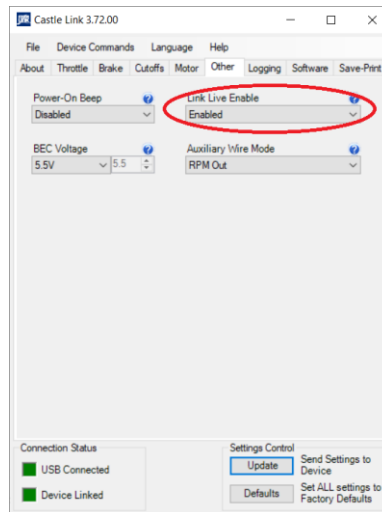 Castle Link 3.72.00
File Device Commands Language Help
About Throttle Brake Cutoffs Motor Other Logging Software Save-Print
Power-On Beep Link Live Enable
Disabled Enabled
BEC Voltage Auxiliary Wire Mode
5.5V 5.5 RPM Out
Connection Status Settings Control
USB Connected Update Send Settings to Device
Device Linked Defaults Set ALL settings to Factory Defaults